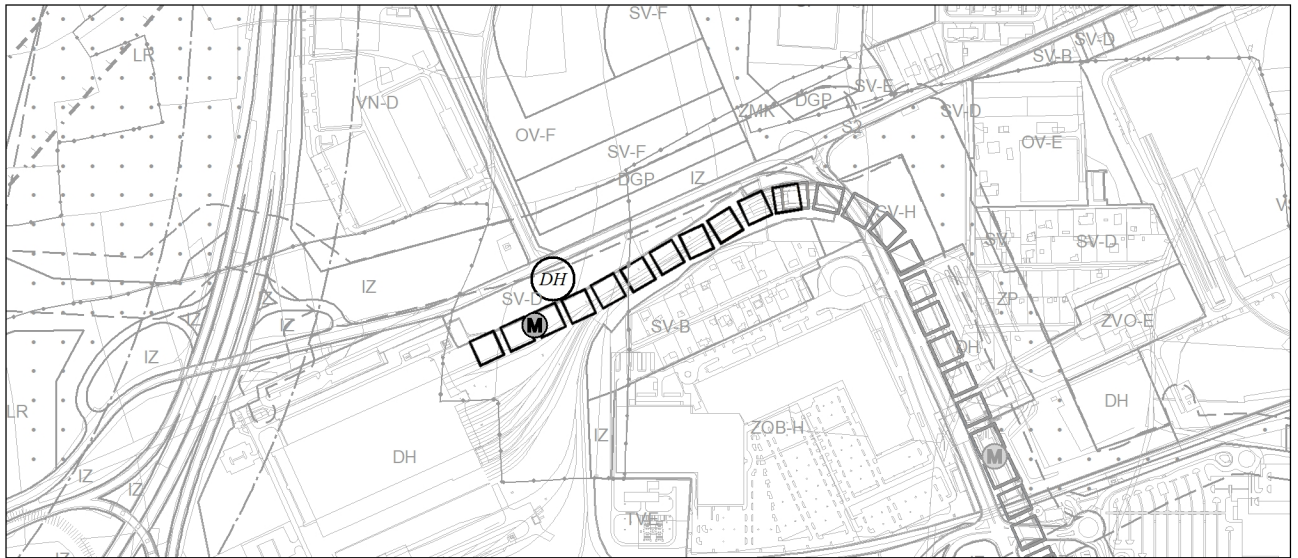 SV-F
LR
VN-D
OV-F
SV-F
DGP
IZ
ZMK
DGP
SV-E
S2
SV-B
SV-D
SV-D
OV-E
SV-H
SV-D
ZP
ZVO-E
DH
DH
IZ
DH
SV-D
M
SV-B
IZ
IZ
LR
DH
IZ
ZOB-H
M
IZ
IZ
IZ